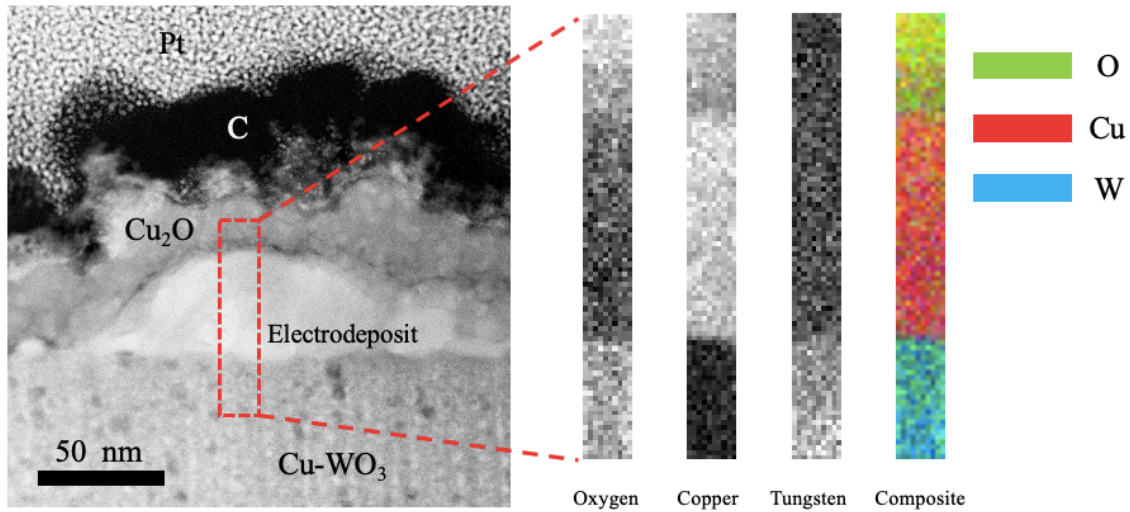 Pt
C
Cu₂O
Electrodeposit
50 nm
Cu-WO₃
O
Cu
W
Oxygen Copper Tungsten Composite